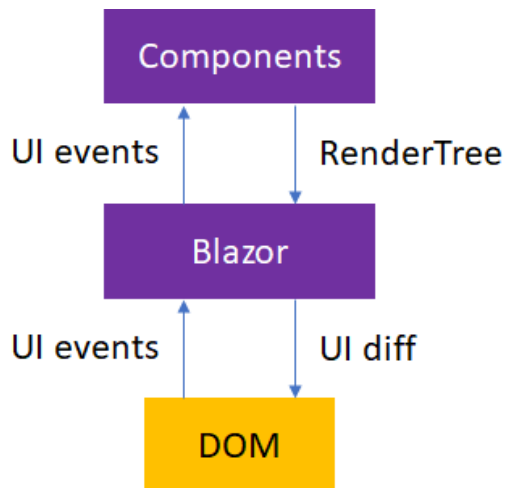 Components
UI events
RenderTree
Blazor
UI events
UI diff
DOM